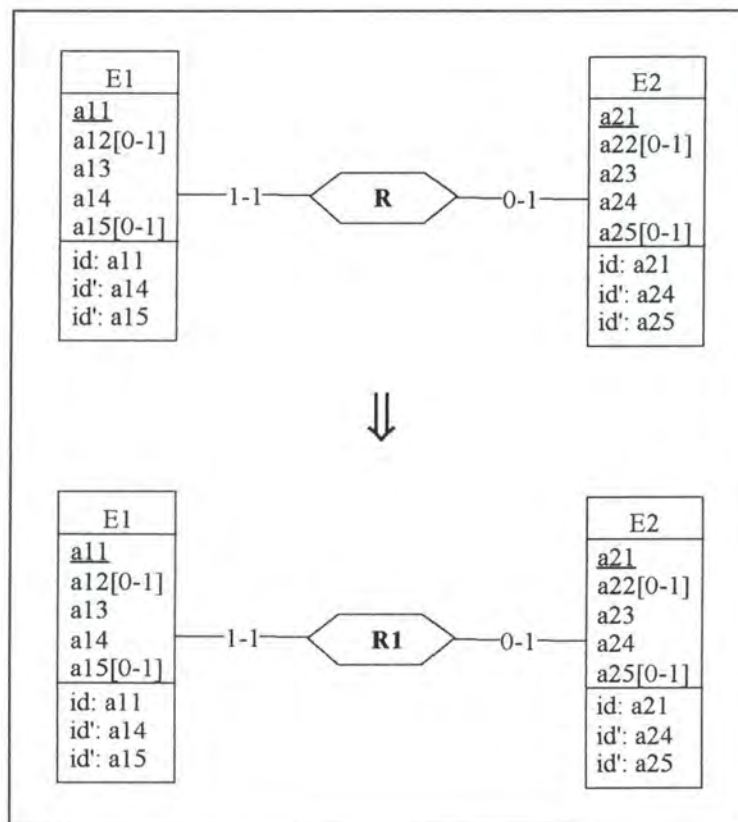 E1
a11
a12[0-1]
a13
a14
a15[0-1]
id: a11
id': a14
id': a15
1-1
R
0-1
E2
a21
a22[0-1]
a23
a24
a25[0-1]
id: a21
id': a24
id': a25
⇓
E1
a11
a12[0-1]
a13
a14
a15[0-1]
id: a11
id': a14
id': a15
1-1
R1
0-1
E2
a21
a22[0-1]
a23
a24
a25[0-1]
id: a21
id': a24
id': a25